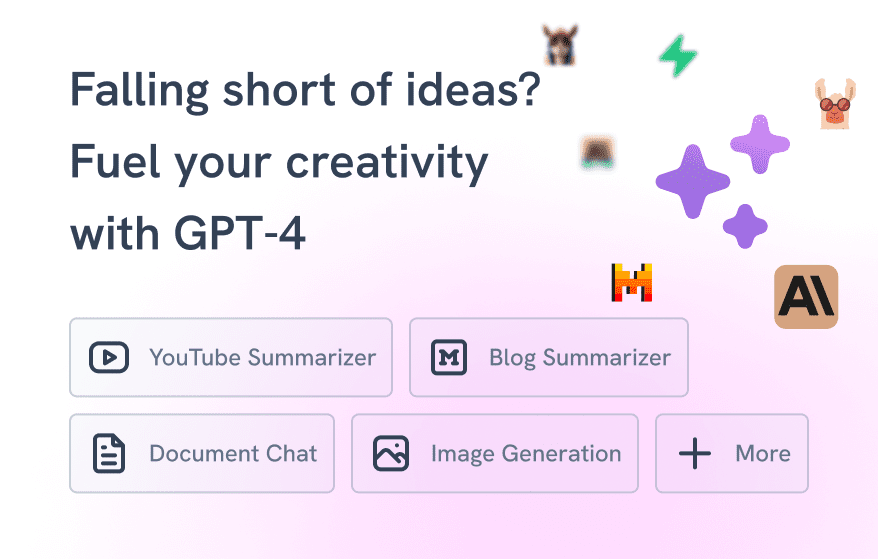 Falling short of ideas?
Fuel your creativity
with GPT-4
YouTube Summarizer
Blog Summarizer
Document Chat
Image Generation
More